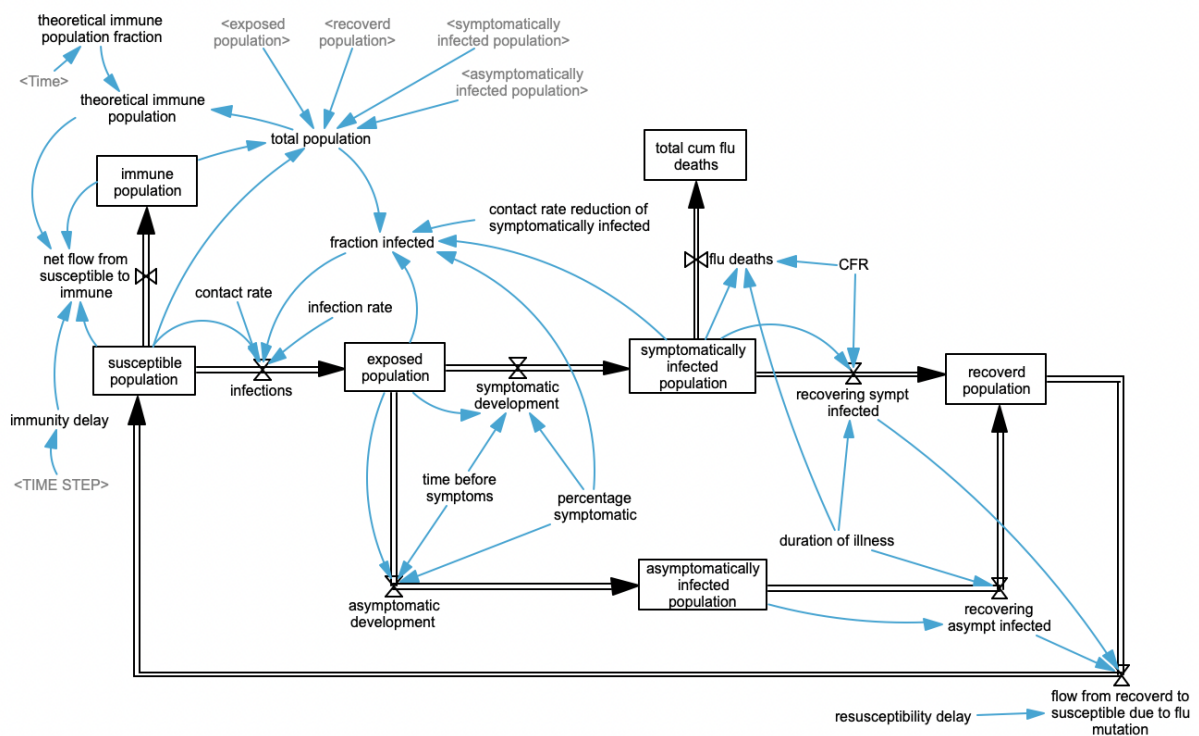 theoretical immune
population fraction
<Time>
<exposed
population>
<recoverd
population>
<symptomatically
infected population>
<asymptomatically
infected population>
theoretical immune
population
total population
immune
population
total cum flu
deaths
contact rate reduction of
symptomatically infected
fraction infected
net flow from
susceptible to
immune
flu deaths
CFR
contact rate
infection rate
susceptible
population
infections
exposed
population
symptomatic
development
symptomatically
infected
population
recovering sympt
infected
recoverd
population
immunity delay
<TIME STEP>
time before
symptoms
percentage
symptomatic
duration of illness
asymptomatic
development
asymptomatically
infected
population
recovering
asympt infected
resusceptibility delay
flow from recoverd to
susceptible due to flu
mutation